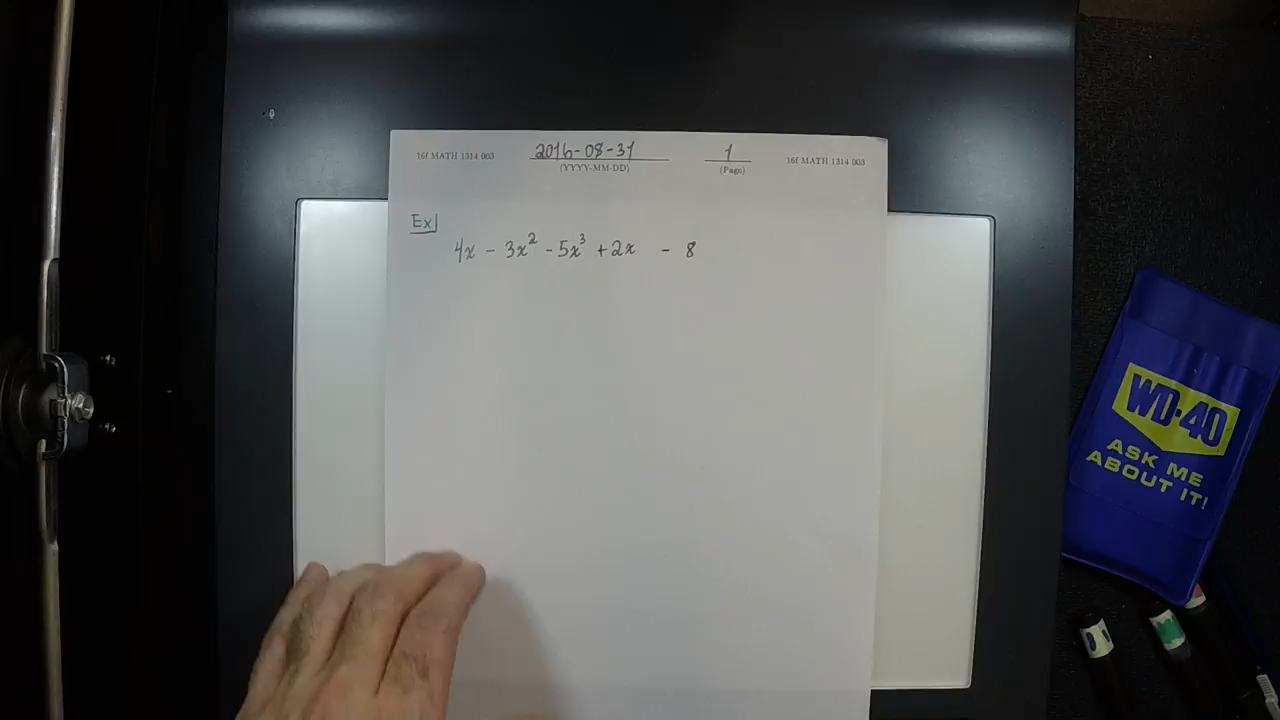 16f MATH 1314 003 2016-08-31 1 16f MATH 1314 003
(YYYY-MM-DD) (Page)
Ex
4x - 3x² - 5x³ + 2x - 8
WD-40
ASK ME
ABOUT IT!